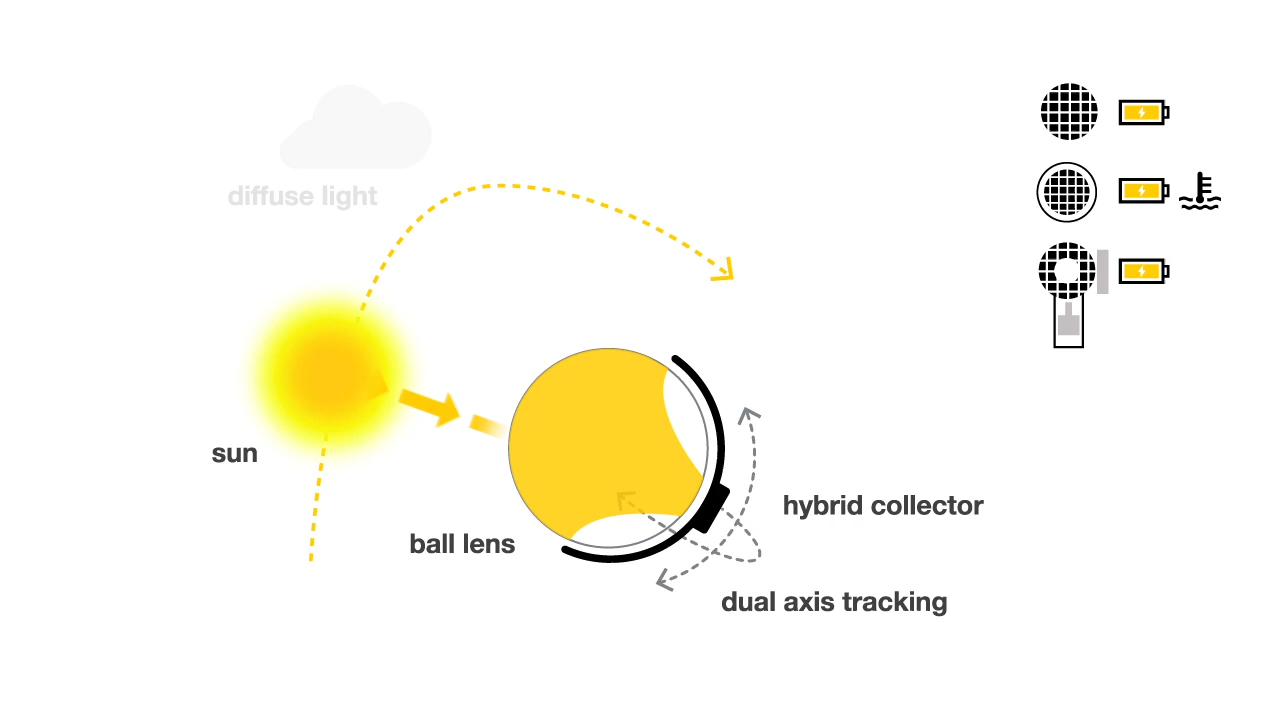 diffuse light
sun
hybrid collector
ball lens
dual axis tracking